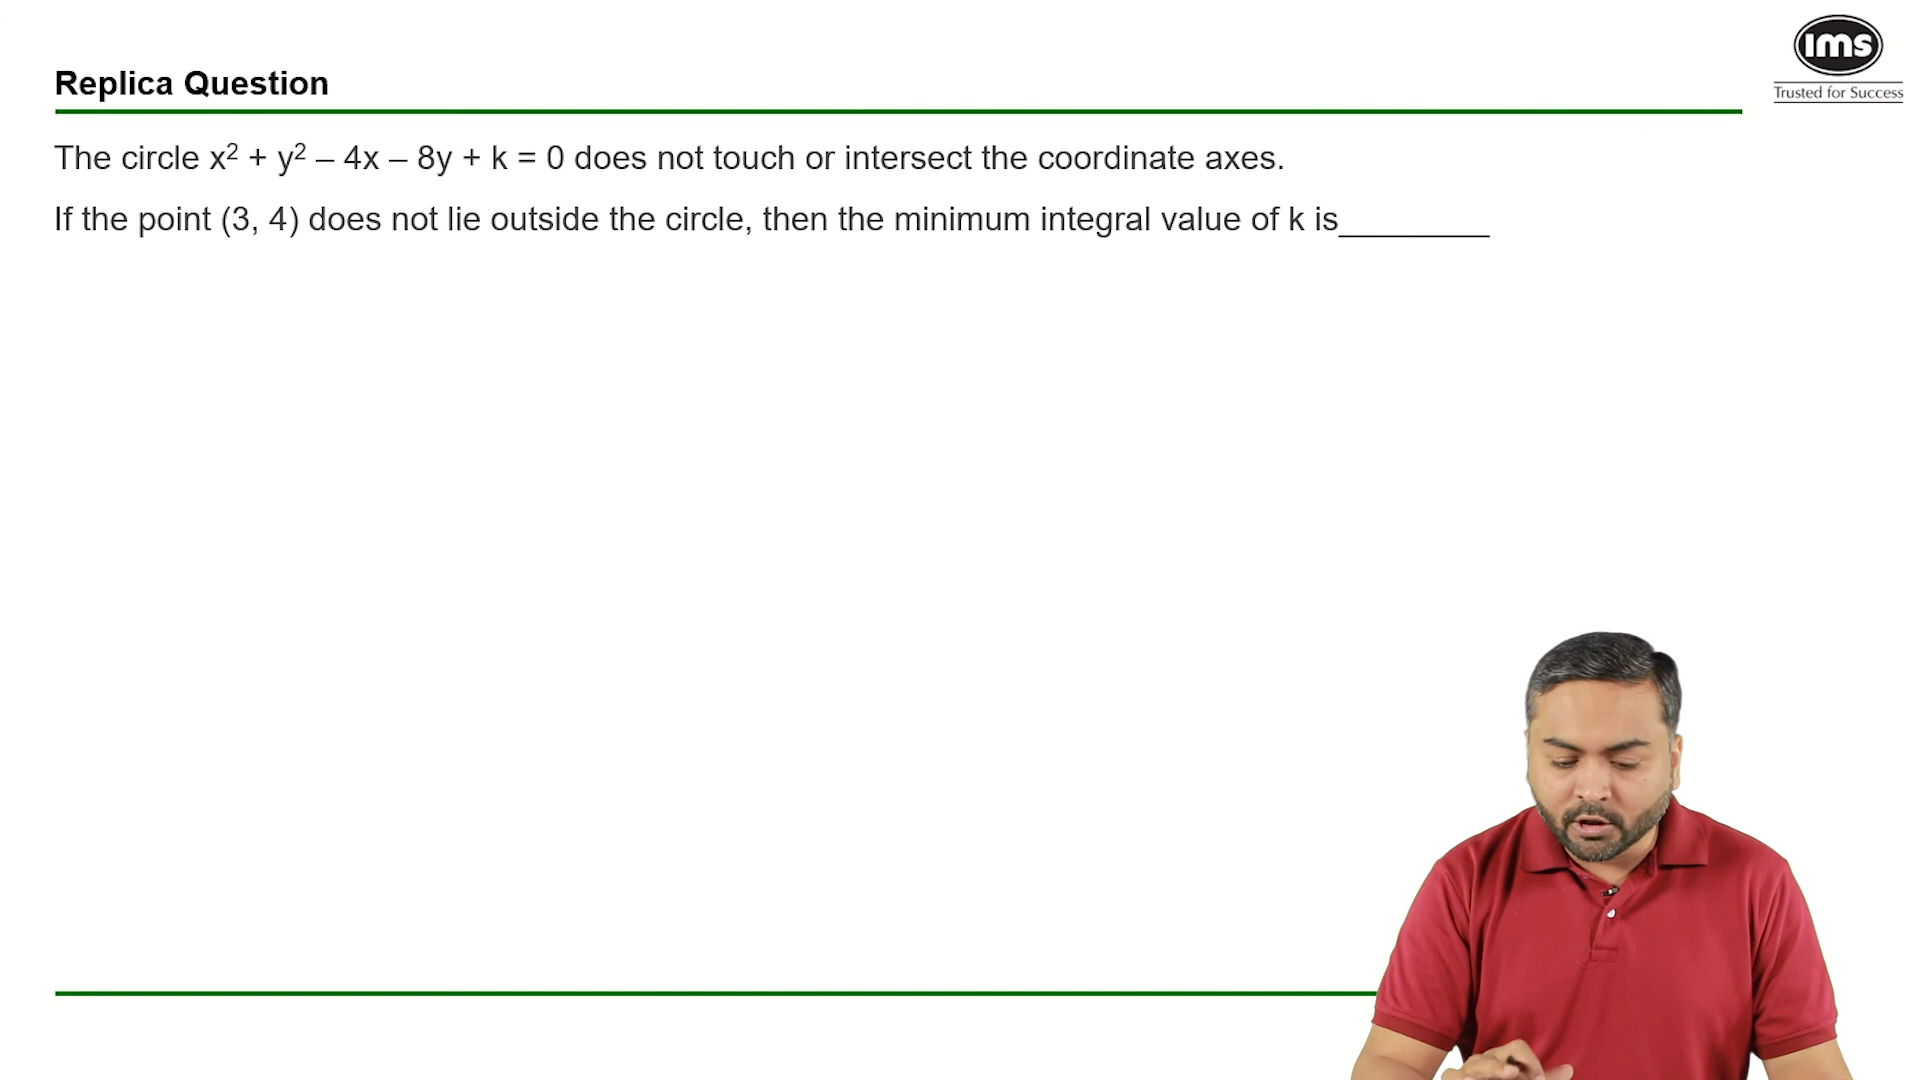 ims
Trusted for Success
Replica Question
The circle x² + y² – 4x – 8y + k = 0 does not touch or intersect the coordinate axes.
If the point (3, 4) does not lie outside the circle, then the minimum integral value of k is________